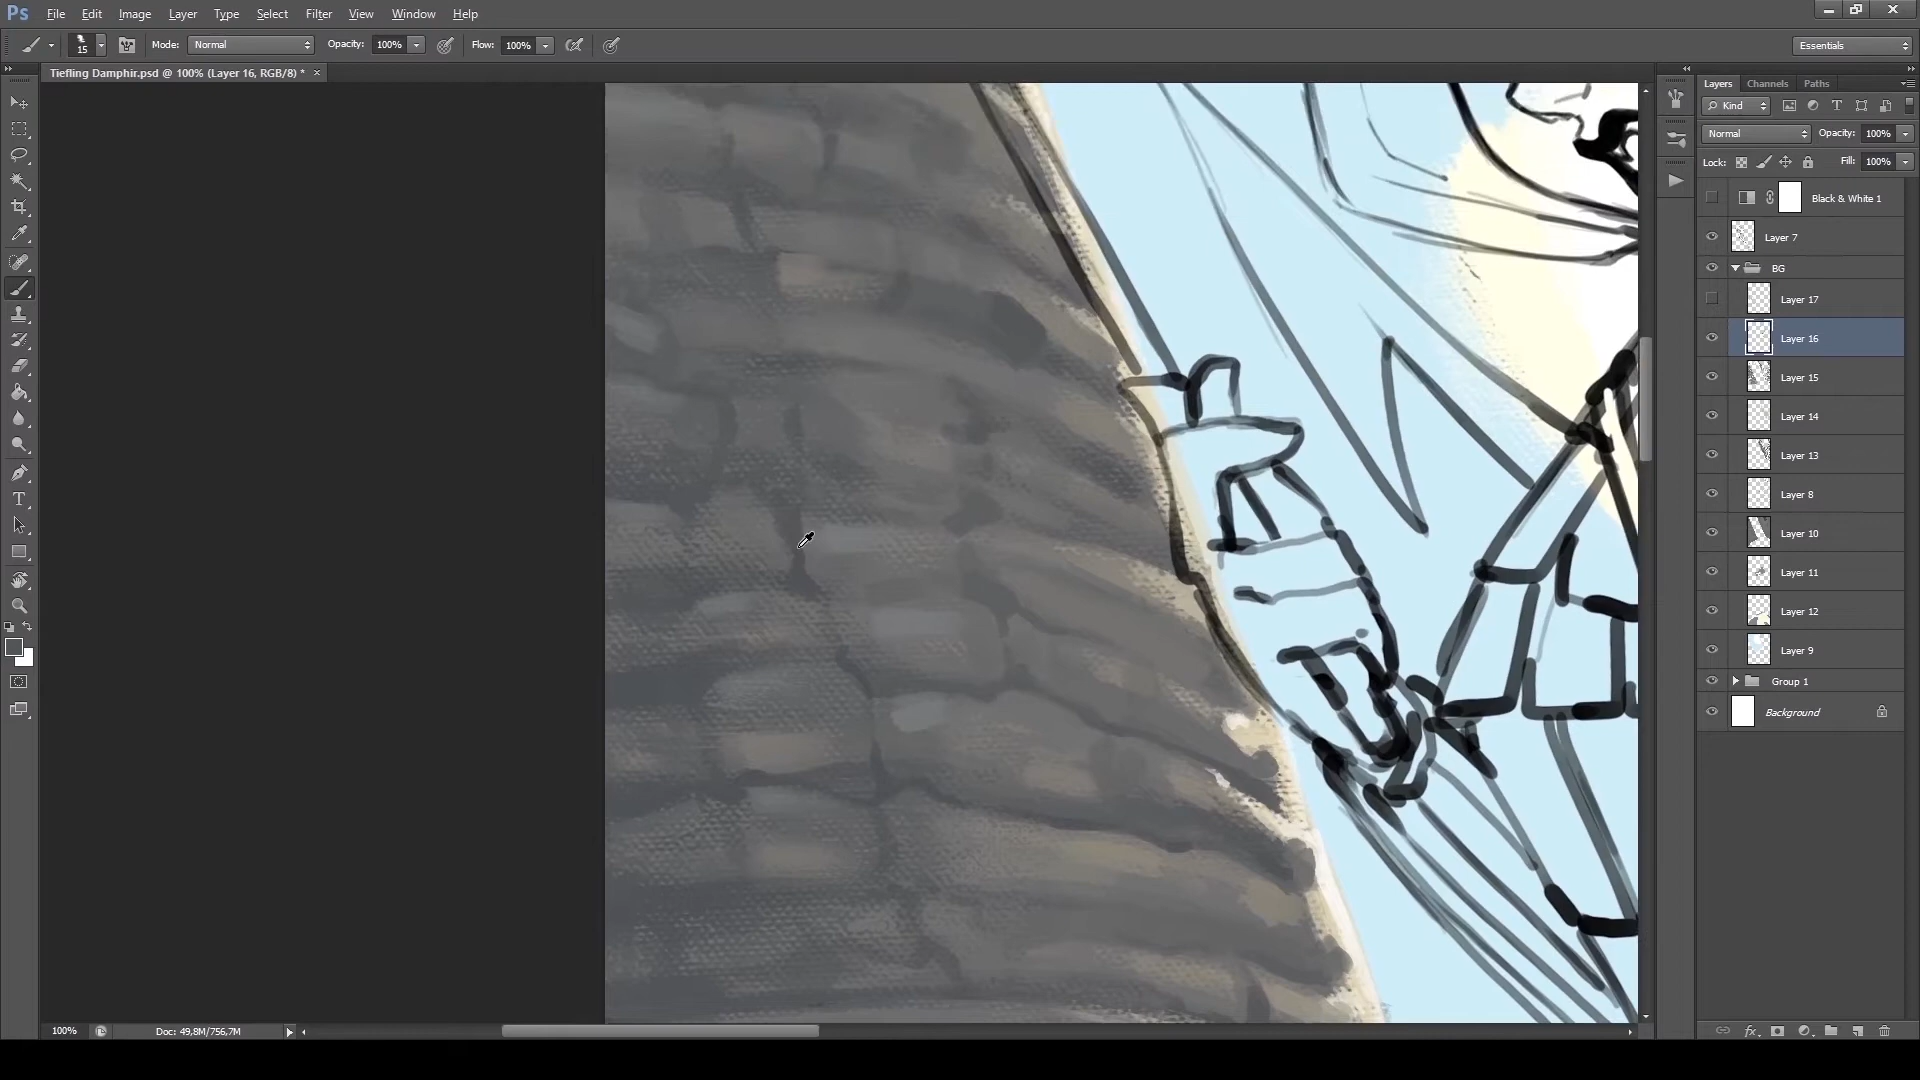 Ps File Edit Image Layer Type Select Filter View Window Help
15 Mode: Normal Opacity: 100% Flow: 100% Essentials
Tiefling Damphir.psd @ 100% (Layer 16, RGB/8) * ×
Layers Channels Paths
Kind
Normal Opacity: 100%
Lock: Fill: 100%
Black & White 1
Layer 7
BG
Layer 17
Layer 16
Layer 15
Layer 14
Layer 13
Layer 8
Layer 10
Layer 11
Layer 12
Layer 9
Group 1
Background
100% Doc: 49,8M/756,7M